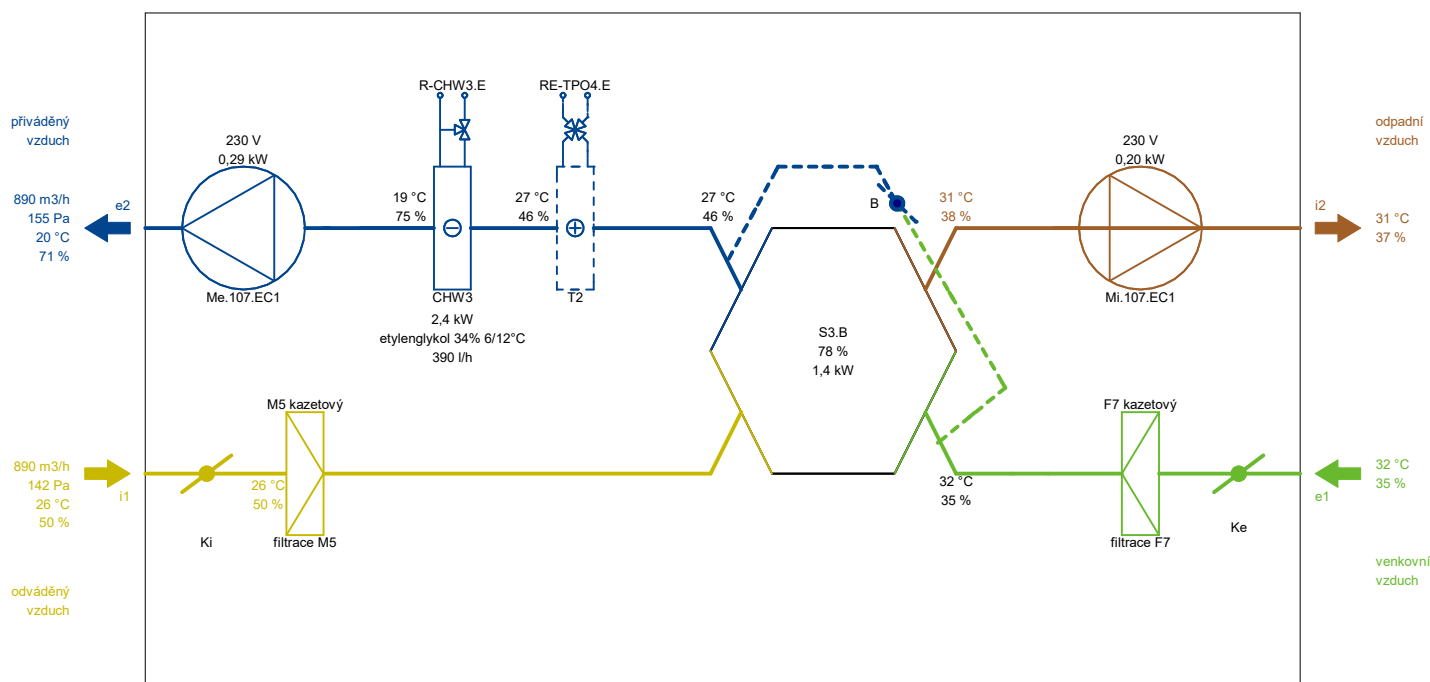 R-CHW3.E
RE-TPO4.E
přiváděný
vzduch
230 V
0,29 kW
230 V
0,20 kW
odpadní
vzduch
890 m3/h
155 Pa
20 °C
71 %
e2
19 °C
75 %
27 °C
46 %
27 °C
46 %
B
31 °C
38 %
i2
31 °C
37 %
Me.107.EC1
CHW3
T2
Mi.107.EC1
2,4 kW
etylenglykol 34% 6/12°C
390 l/h
S3.B
78 %
1,4 kW
M5 kazetový
F7 kazetový
890 m3/h
142 Pa
26 °C
50 %
i1
26 °C
50 %
32 °C
35 %
32 °C
35 %
e1
Ki
filtrace M5
filtrace F7
Ke
odváděný
vzduch
venkovní
vzduch